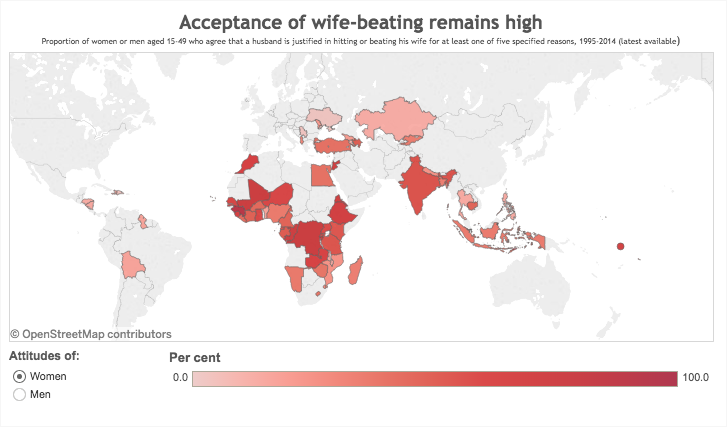 Acceptance of wife-beating remains high
Proportion of women or men aged 15-49 who agree that a husband is justified in hitting or beating his wife for at least one of five specified reasons, 1995-2014 (latest available)
© OpenStreetMap contributors
Attitudes of:
Women
Men
Per cent
0.0
100.0